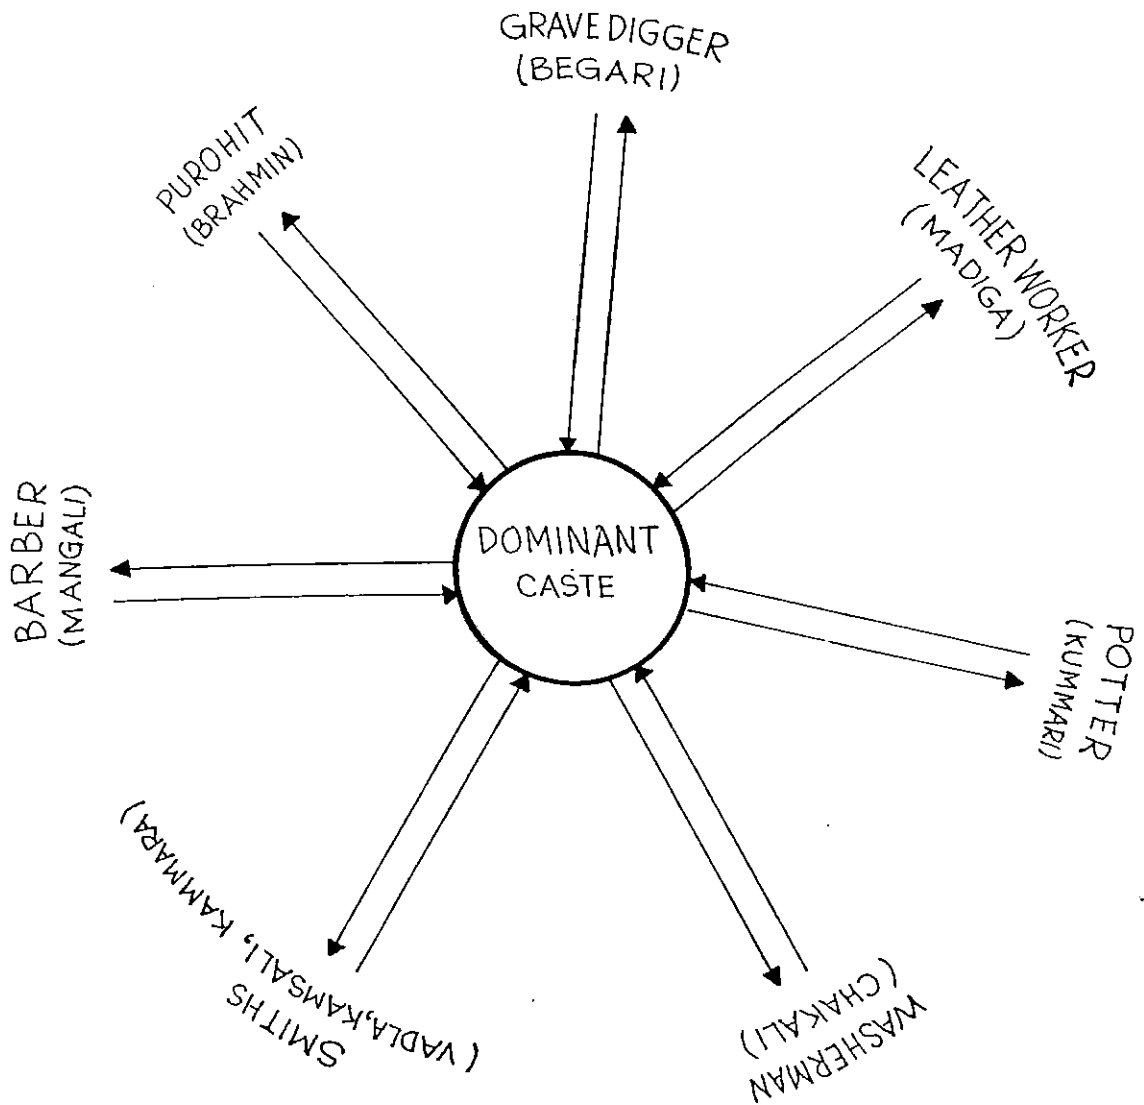 GRAVE DIGGER
(BEGARI)
LEATHER WORKER
(MADIGA)
POTTER
(KUMMARI)
WASHERMAN
(CHAKALI)
SMITHS
(VADLA, KAMSALI, KAMMARA)
BARBER
(MANGALI)
PUROHIT
(BRAHMIN)
DOMINANT
CASTE